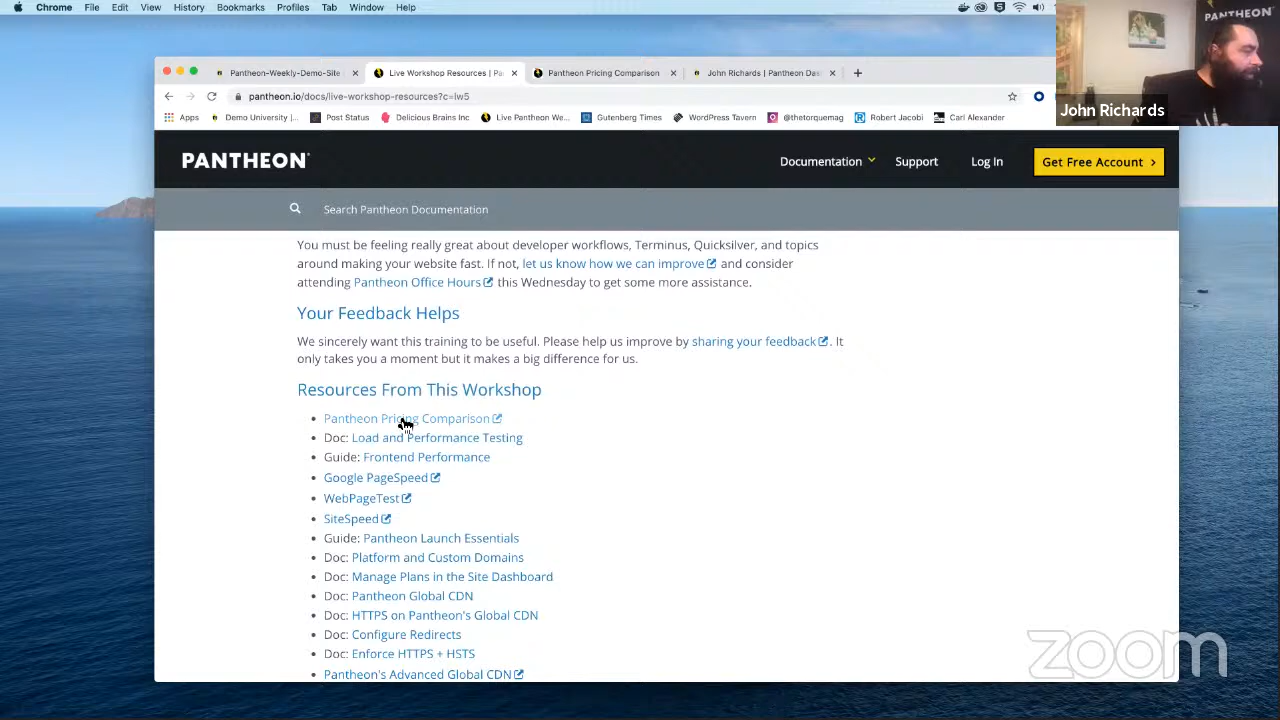 Chrome File Edit View History Bookmarks Profiles Tab Window Help
PANTHEON
John Richards
Pantheon-Weekly-Demo-Site
Live Workshop Resources | Pa
Pantheon Pricing Comparison
John Richards | Pantheon Das
pantheon.io/docs/live-workshop-resources?c=lw5
Apps Demo University |... Post Status Delicious Brains Inc Live Pantheon We... Gutenberg Times WordPress Tavern @thetorquemag Robert Jacobi Carl Alexander
PANTHEON
Documentation Support Log In Get Free Account
Search Pantheon Documentation
You must be feeling really great about developer workflows, Terminus, Quicksilver, and topics
around making your website fast. If not, let us know how we can improve and consider
attending Pantheon Office Hours this Wednesday to get some more assistance.
Your Feedback Helps
We sincerely want this training to be useful. Please help us improve by sharing your feedback. It
only takes you a moment but it makes a big difference for us.
Resources From This Workshop
Pantheon Pricing Comparison
Doc: Load and Performance Testing
Guide: Frontend Performance
Google PageSpeed
WebPageTest
SiteSpeed
Guide: Pantheon Launch Essentials
Doc: Platform and Custom Domains
Doc: Manage Plans in the Site Dashboard
Doc: Pantheon Global CDN
Doc: HTTPS on Pantheon's Global CDN
Doc: Configure Redirects
Doc: Enforce HTTPS + HSTS
Pantheon's Advanced Global CDN
zoom